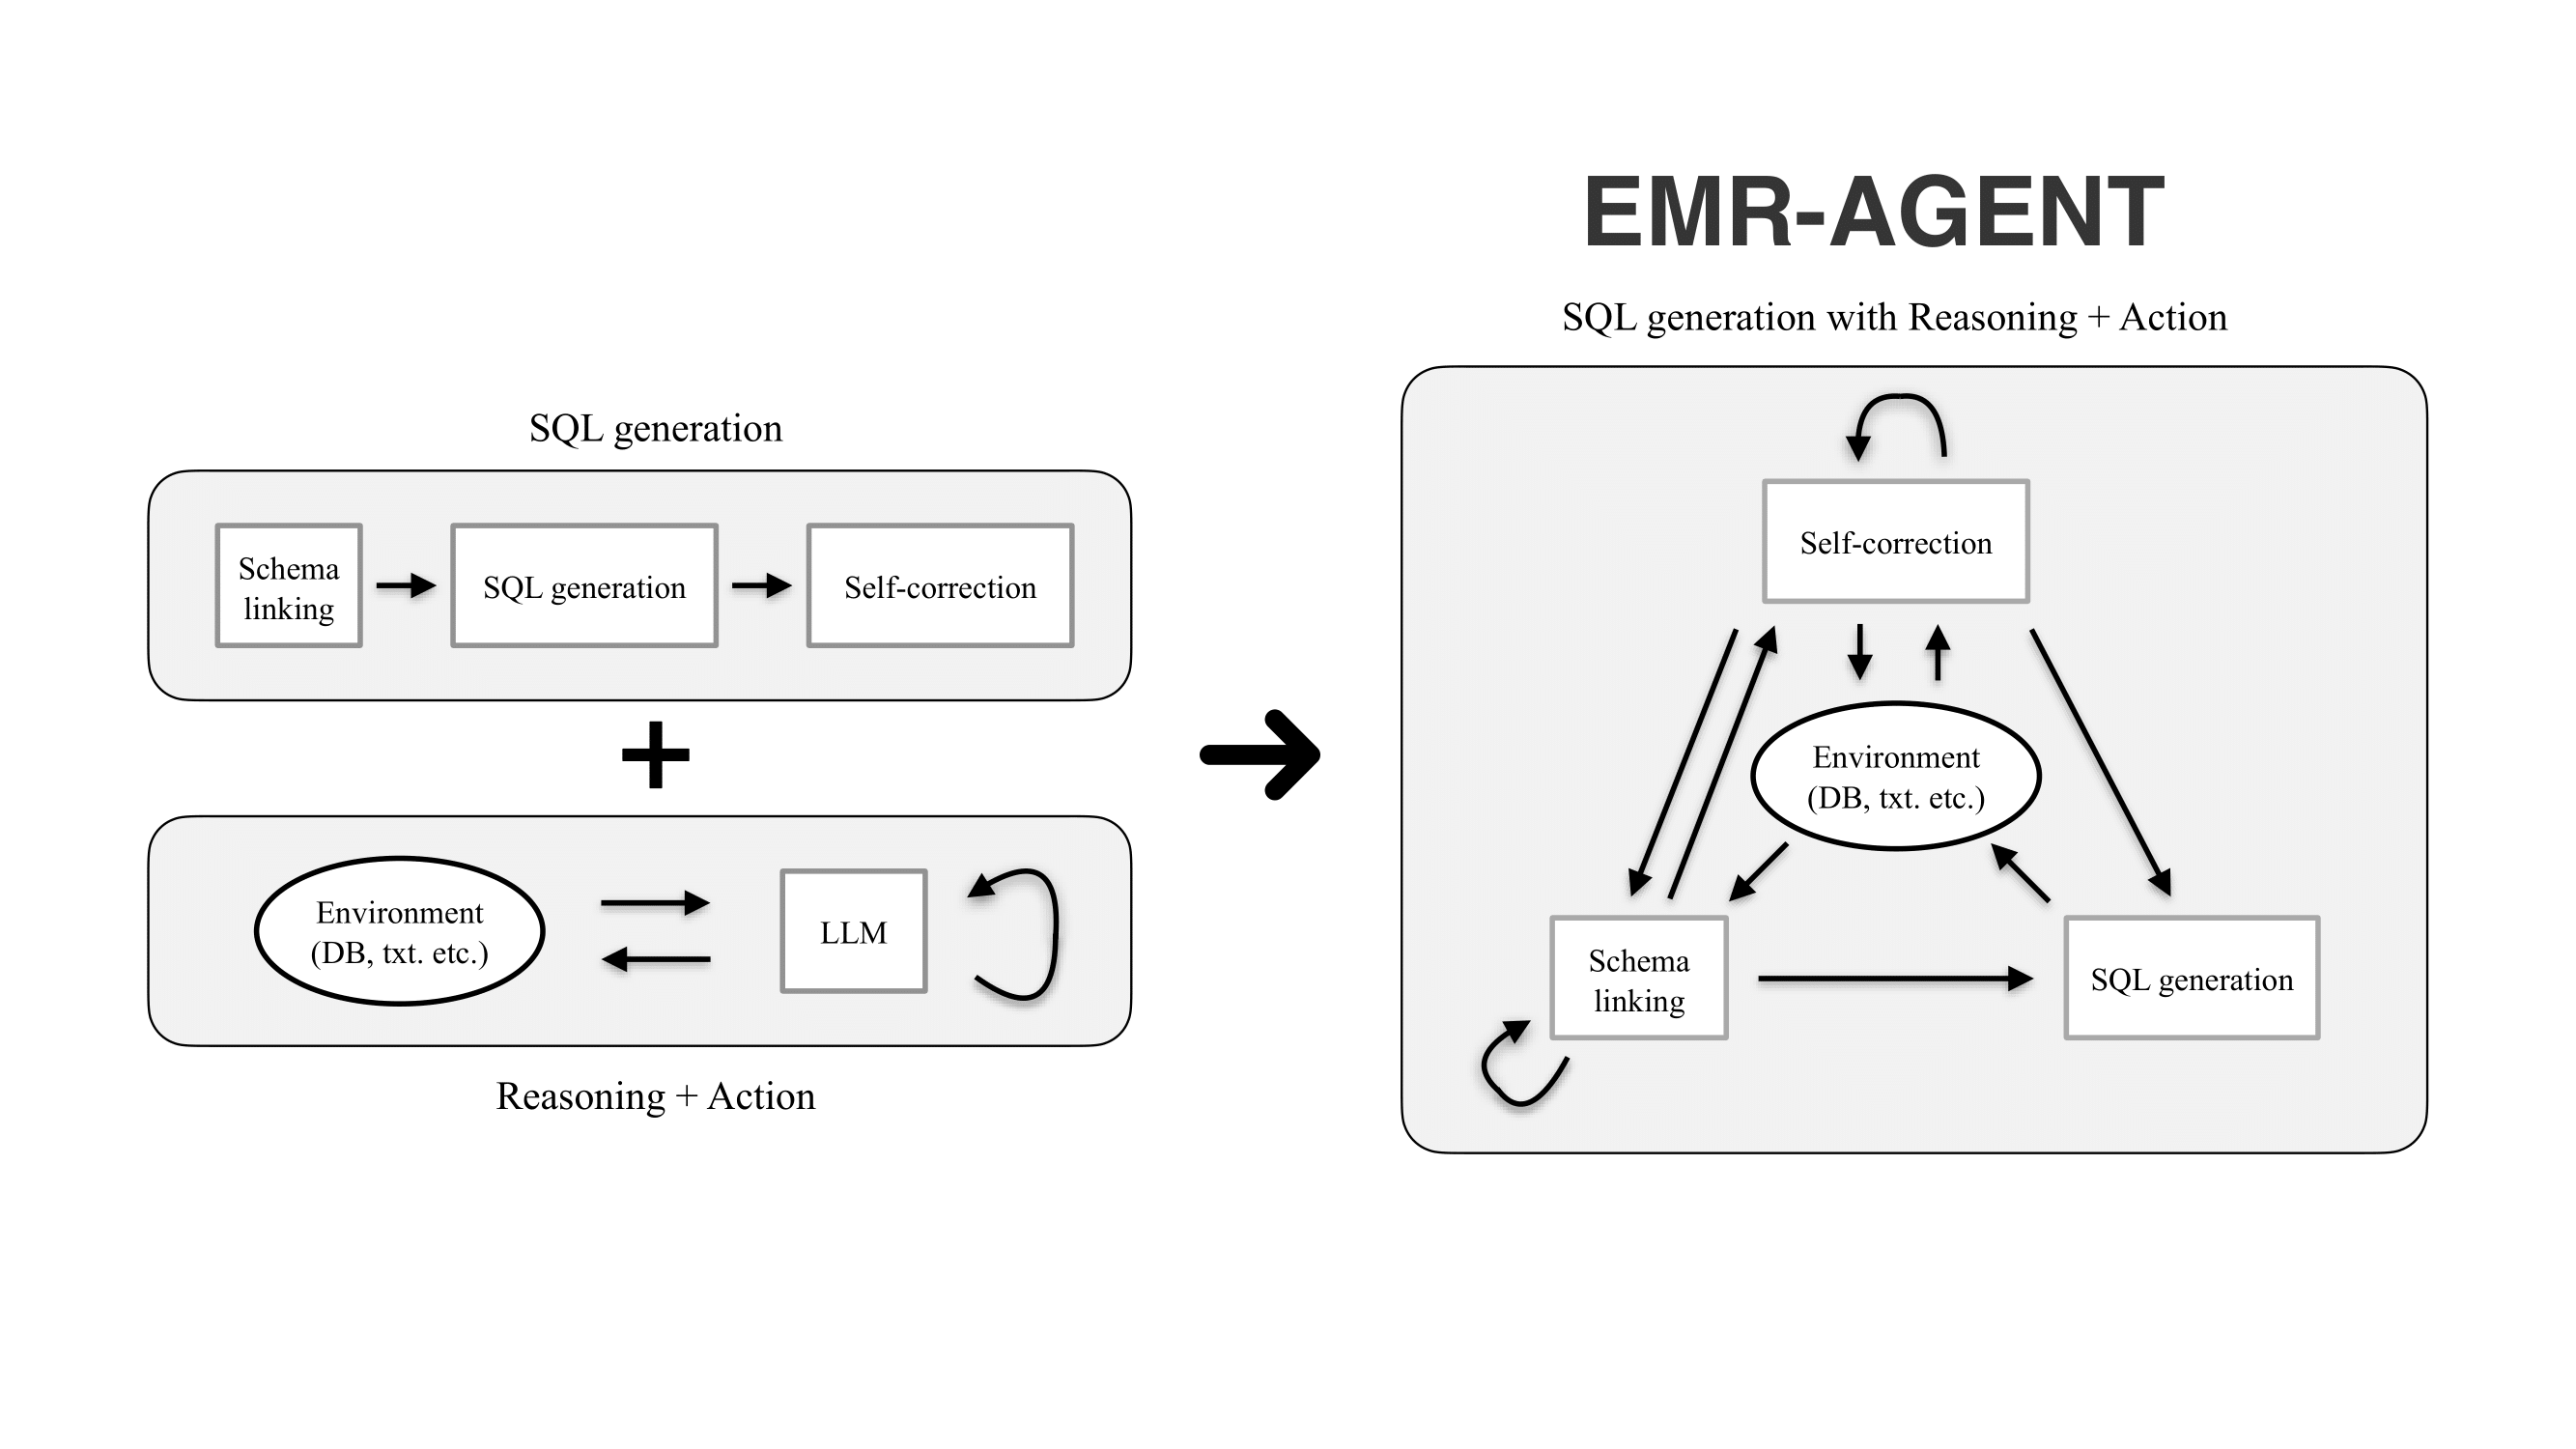 SQL generation
Schema
linking
SQL generation
Self-correction
+
Environment
(DB, txt. etc.)
LLM
Reasoning + Action
EMR-AGENT
SQL generation with Reasoning + Action
Self-correction
Environment
(DB, txt. etc.)
Schema
linking
SQL generation